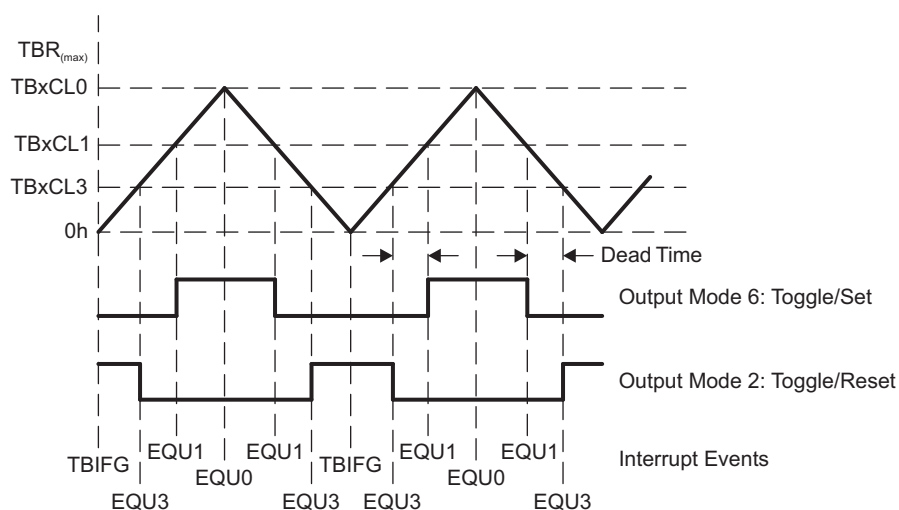 TBR(max)
TBxCL0
TBxCL1
TBxCL3
0h
Dead Time
Output Mode 6: Toggle/Set
Output Mode 2: Toggle/Reset
TBIFG EQU1 EQU1 TBIFG EQU1 EQU1 Interrupt Events
EQU0 EQU0
EQU3 EQU3 EQU3 EQU3